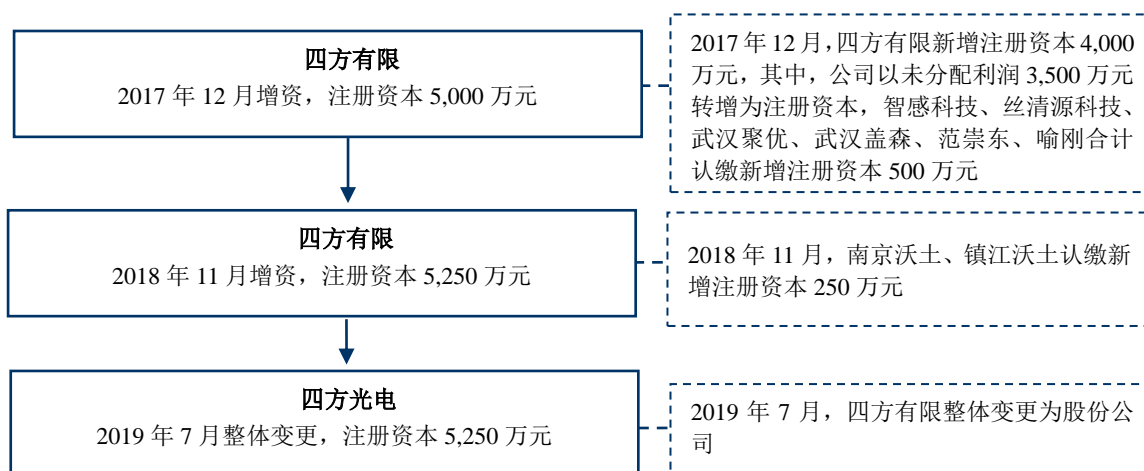 四方有限
2017 年 12 月增资，注册资本 5,000 万元
2017 年 12 月，四方有限新增注册资本 4,000
万元，其中，公司以未分配利润 3,500 万元
转增为注册资本，智感科技、丝清源科技、
武汉聚优、武汉盖森、范崇东、喻刚合计
认缴新增注册资本 500 万元
四方有限
2018 年 11 月增资，注册资本 5,250 万元
2018 年 11 月，南京沃土、镇江沃土认缴新
增注册资本 250 万元
四方光电
2019 年 7 月整体变更，注册资本 5,250 万元
2019 年 7 月，四方有限整体变更为股份公
司